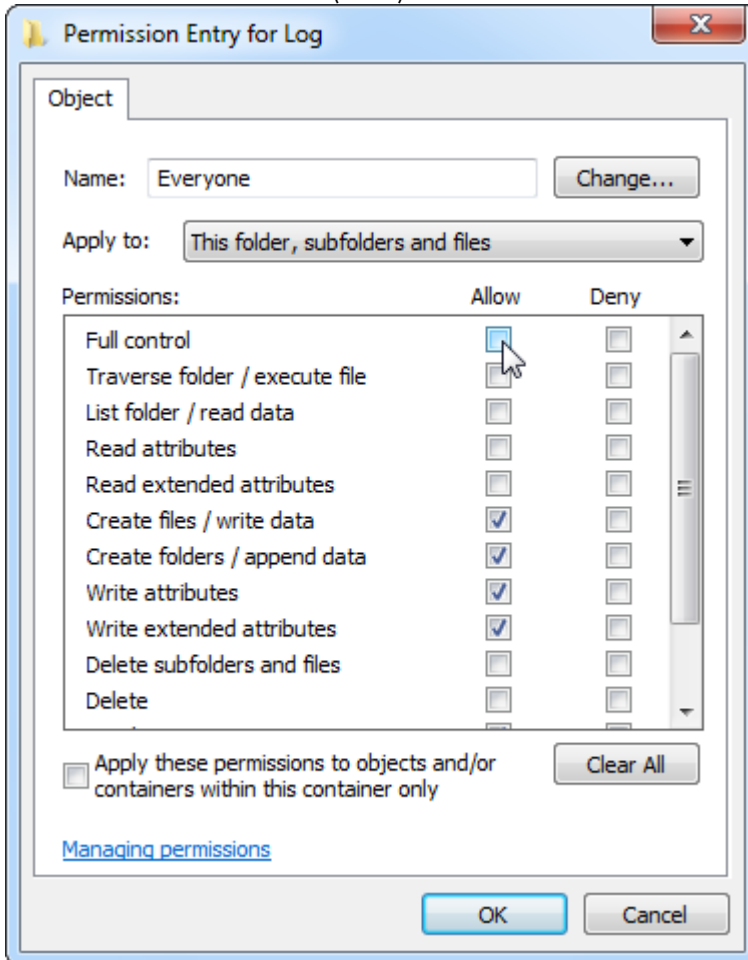 Permission Entry for Log
Object
Name: Everyone Change...
Apply to: This folder, subfolders and files
Permissions: Allow Deny
Full control
Traverse folder / execute file
List folder / read data
Read attributes
Read extended attributes
Create files / write data
Create folders / append data
Write attributes
Write extended attributes
Delete subfolders and files
Delete
Apply these permissions to objects and/or
containers within this container only
Clear All
Managing permissions
OK Cancel